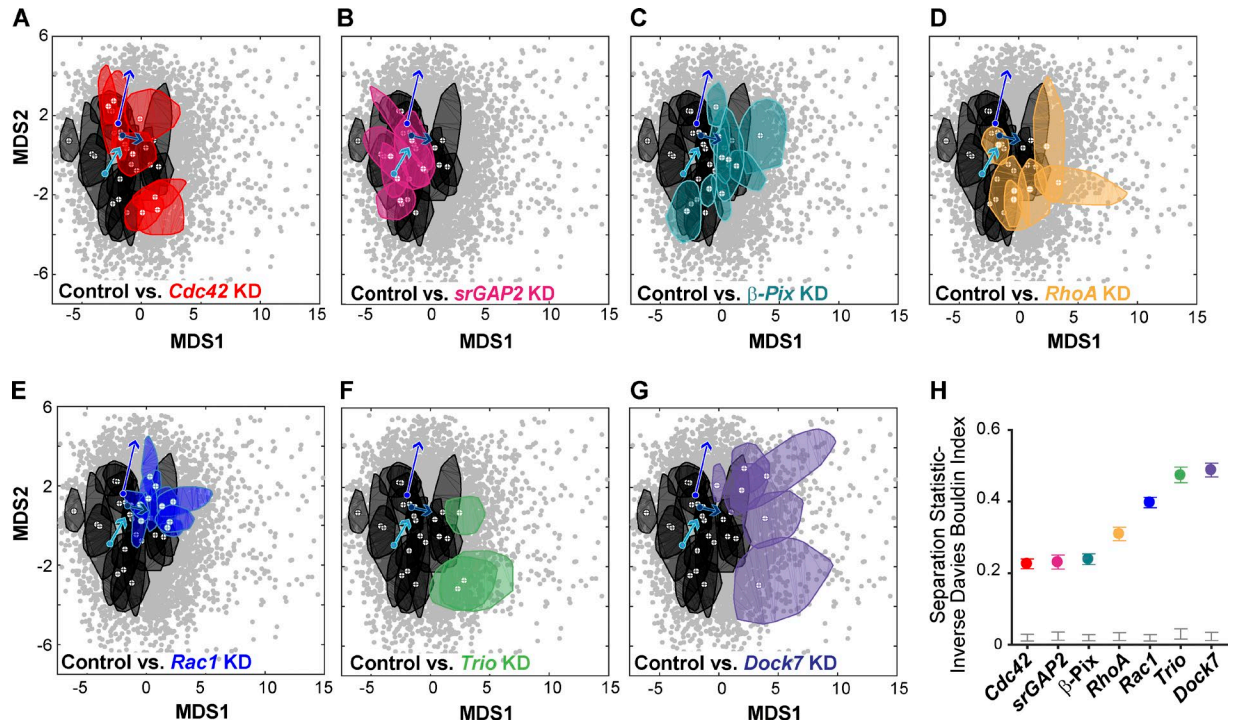 A
B
C
D
6
2
-2
-6
MDS2
Control vs. Cdc42 KD
Control vs. srGAP2 KD
Control vs. β-Pix KD
Control vs. RhoA KD
-5 0 5 10 15
-5 0 5 10 15
-5 0 5 10 15
-5 0 5 10 15
MDS1
MDS1
MDS1
MDS1
E
F
G
H
6
2
-2
-6
MDS2
Control vs. Rac1 KD
Control vs. Trio KD
Control vs. Dock7 KD
-5 0 5 10 15
-5 0 5 10 15
-5 0 5 10 15
MDS1
MDS1
MDS1
Separation Statistic-
Inverse Davies Bouldin Index
0.6
0.4
0.2
0
Cdc42
srGAP2
β-Pix
RhoA
Rac1
Trio
Dock7